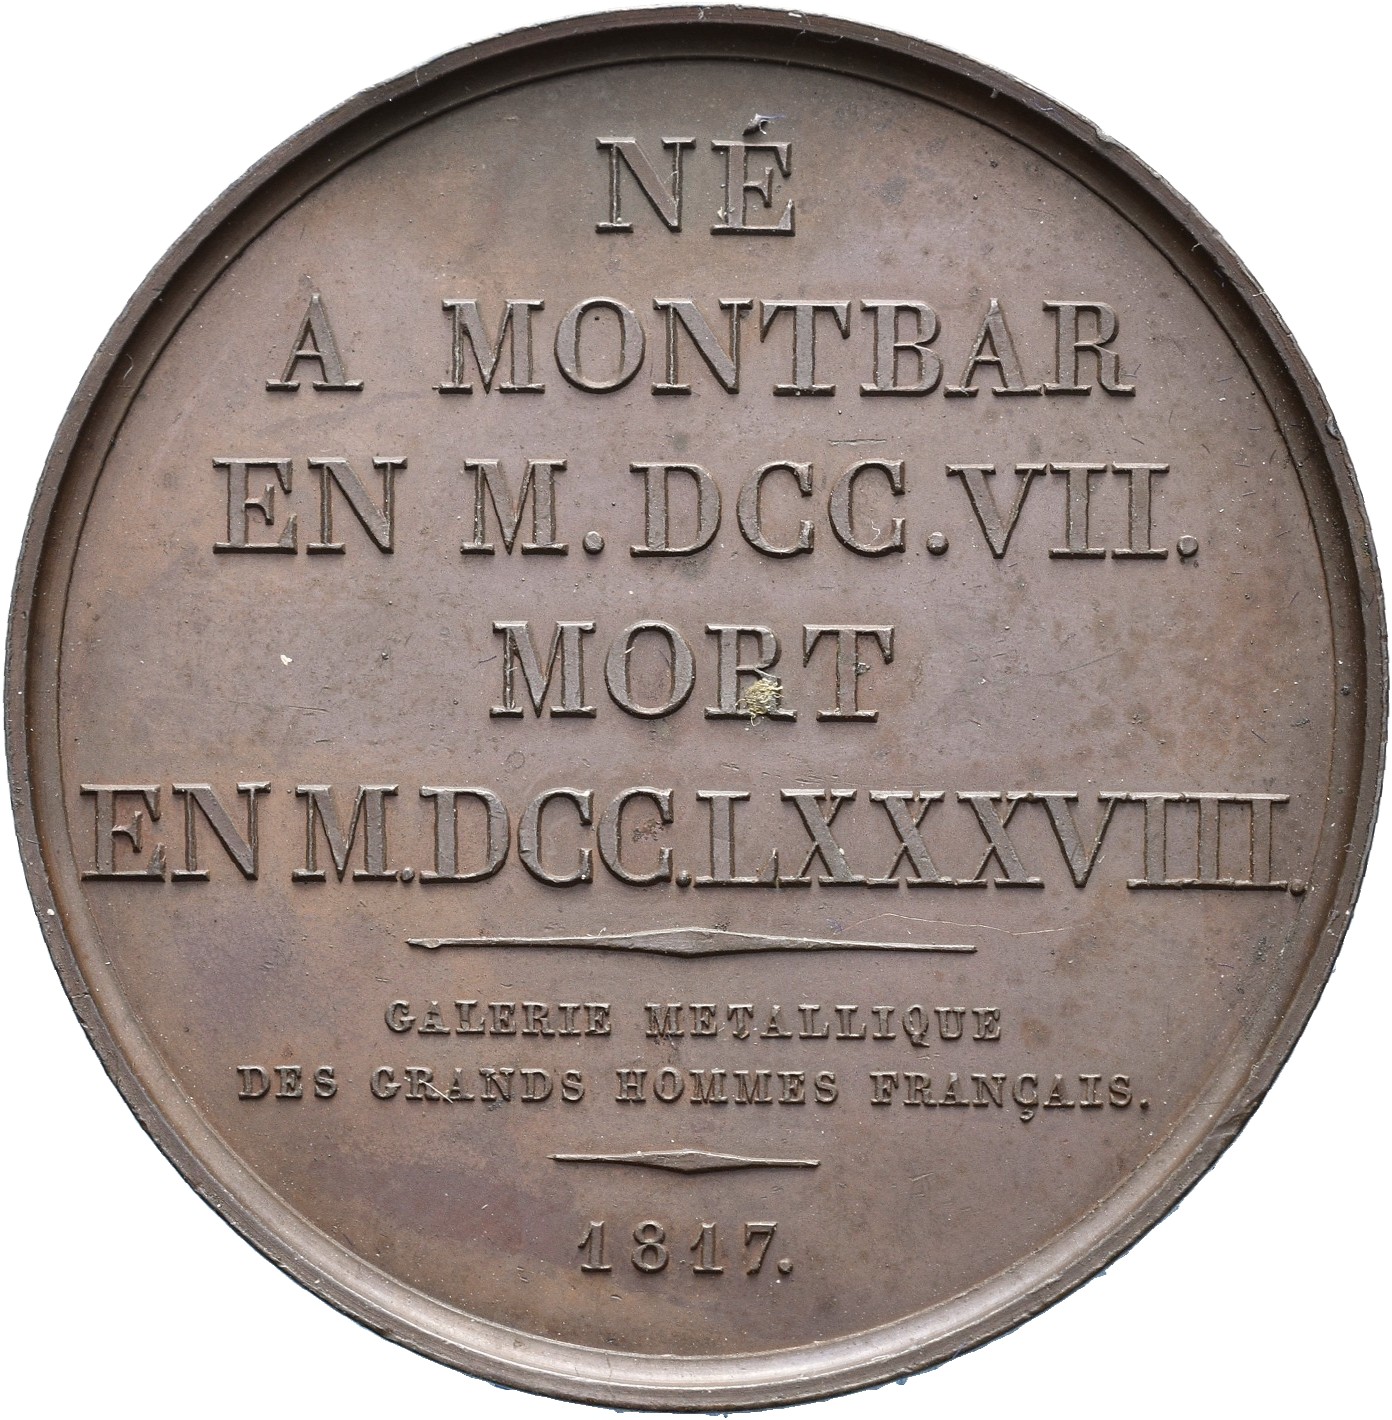 NÉ
A MONTBAR
EN M. DCC.VII.
MORT
EN M.DCC.LXXXVIII.
GALERIE METALLIQUE
DES GRANDS HOMMES FRANÇAIS.
1817.